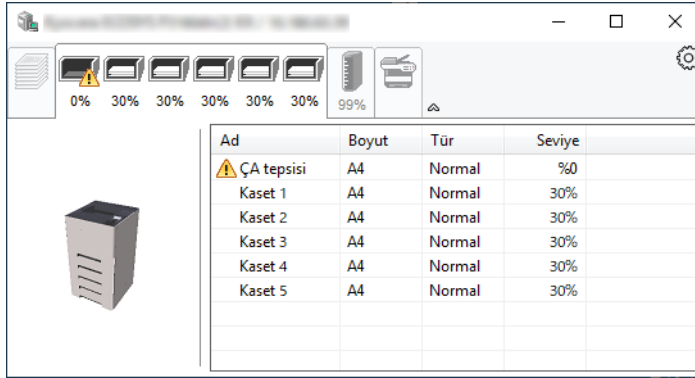 0% 30% 30% 30% 30% 30% 99%
Ad Boyut Tür Seviye
ÇA tepsisi A4 Normal %0
Kaset 1 A4 Normal 30%
Kaset 2 A4 Normal 30%
Kaset 3 A4 Normal 30%
Kaset 4 A4 Normal 30%
Kaset 5 A4 Normal 30%